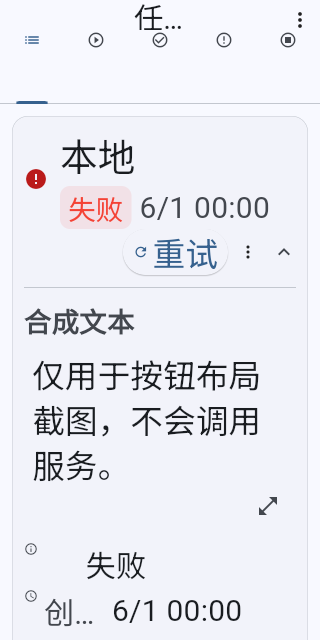 任…
本地
失败 6/1 00:00
重试
合成文本
仅用于按钮布局
截图，不会调用
服务。
失败
创… 6/1 00:00